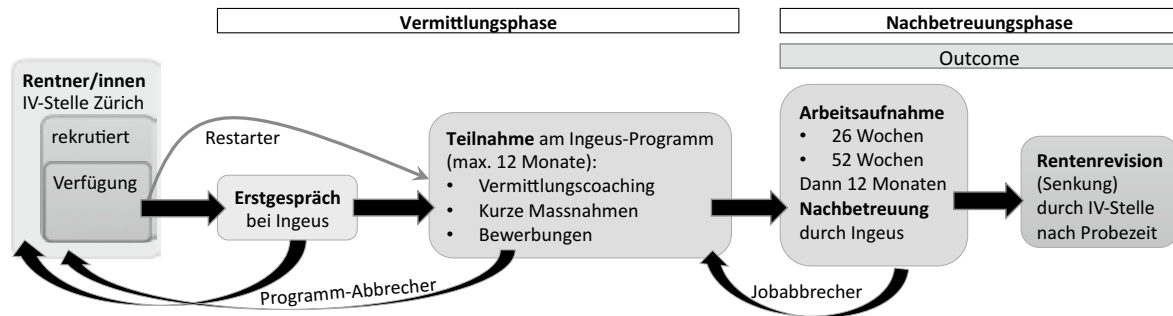 Vermittlungsphase
Nachbetreuungsphase
Outcome
Rentner/innen
IV-Stelle Zürich
rekrutiert
Verfügung
Restarter
Erstgespräch
bei Ingeus
Teilnahme am Ingeus-Programm
(max. 12 Monate):
• Vermittlungscoaching
• Kurze Massnahmen
• Bewerbungen
Arbeitsaufnahme
• 26 Wochen
• 52 Wochen
Dann 12 Monaten
Nachbetreuung
durch Ingeus
Rentenrevision
(Senkung)
durch IV-Stelle
nach Probezeit
Programm-Abbrecher
Jobabbrecher